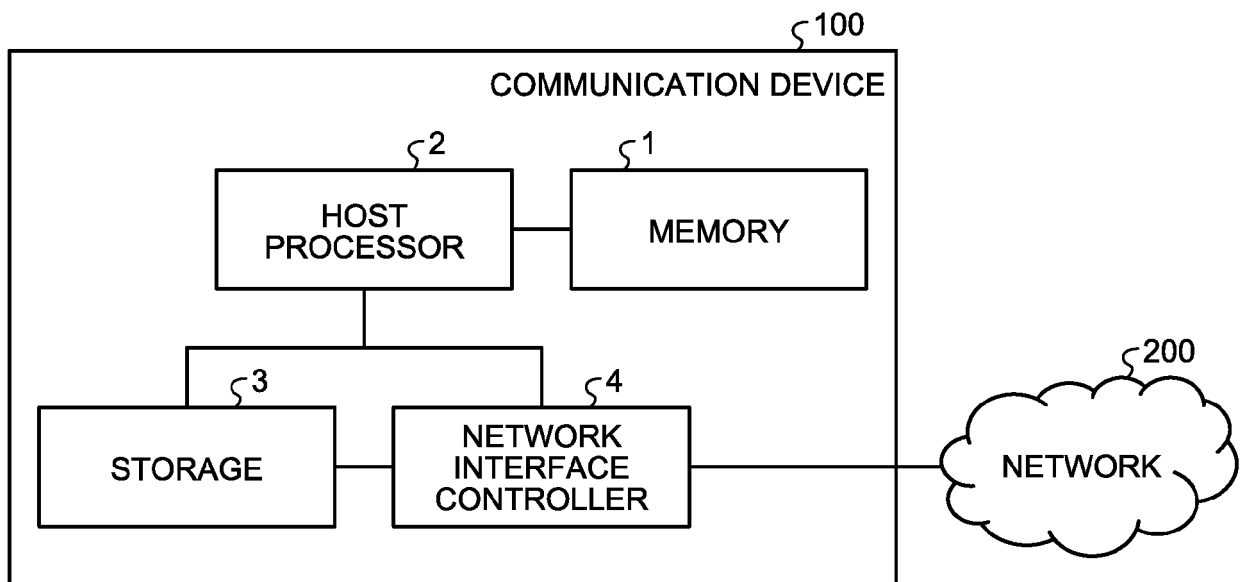 100
COMMUNICATION DEVICE
2
1
HOST
PROCESSOR
MEMORY
3
4
200
STORAGE
NETWORK
INTERFACE
CONTROLLER
NETWORK